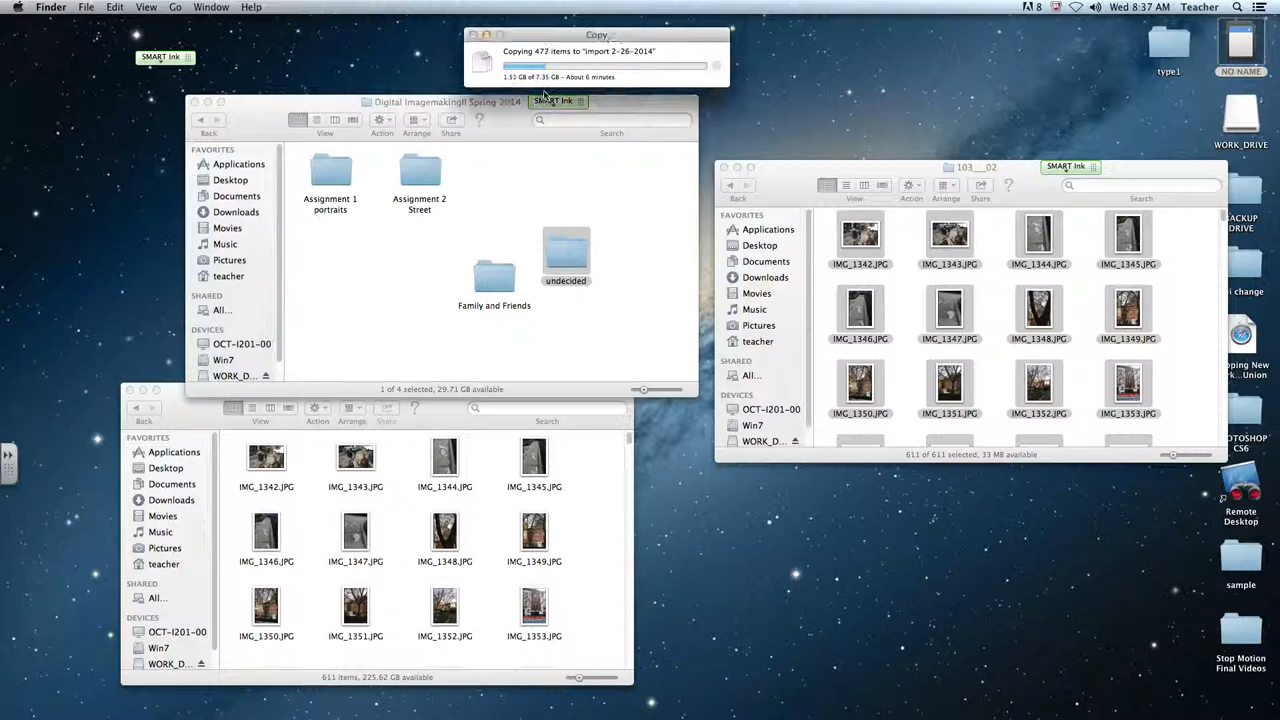 Finder File Edit View Go Window Help
8 Wed 8:37 AM Teacher
SMART Ink
Copy
Copying 472 items to "import 2-26-2014"
1.53 GB of 7.35 GB - About 6 minutes
type1
NO NAME
WORK_DRIVE
ACKUP
DRIVE
i change
pping New
k...Union
OTOSHOP
CS6
Remote
Desktop
sample
Stop Motion
Final Videos
Digital ImagemakingII Spring 2014
SMART Ink
Back View Action Arrange Share Search
FAVORITES
Applications
Desktop
Documents
Downloads
Movies
Music
Pictures
teacher
SHARED
All...
DEVICES
OCT-I201-00
Win7
WORK_D...
Assignment 1
portraits
Assignment 2
Street
Family and Friends
undecided
1 of 4 selected, 29.71 GB available
103__02
SMART Ink
Back View Action Arrange Share Search
FAVORITES
Applications
Desktop
Documents
Downloads
Movies
Music
Pictures
teacher
SHARED
All...
DEVICES
OCT-I201-00
Win7
WORK_D...
IMG_1342.JPG IMG_1343.JPG IMG_1344.JPG IMG_1345.JPG
IMG_1346.JPG IMG_1347.JPG IMG_1348.JPG IMG_1349.JPG
IMG_1350.JPG IMG_1351.JPG IMG_1352.JPG IMG_1353.JPG
611 of 611 selected, 33 MB available
Back View Action Arrange Share Search
FAVORITES
Applications
Desktop
Documents
Downloads
Movies
Music
Pictures
teacher
SHARED
All...
DEVICES
OCT-I201-00
Win7
WORK_D...
IMG_1342.JPG IMG_1343.JPG IMG_1344.JPG IMG_1345.JPG
IMG_1346.JPG IMG_1347.JPG IMG_1348.JPG IMG_1349.JPG
IMG_1350.JPG IMG_1351.JPG IMG_1352.JPG IMG_1353.JPG
611 items, 225.62 GB available